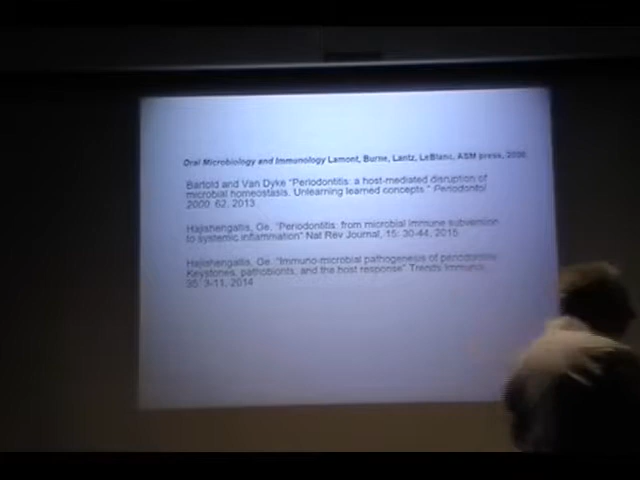 Oral Microbiology and Immunology Lamont, Burne, Lantz, LeBlanc, ASM press, 2006
Bartold and Van Dyke "Periodontitis: a host-mediated disruption of
microbial homeostasis. Unlearning learned concepts." Periodontol
2000. 62, 2013
Hajishengallis, Ge. "Periodontitis: from microbial immune subversion
to systemic inflammation" Nat Rev Journal, 15: 30-44, 2015
Hajishengallis, Ge. "Immuno-microbial pathogenesis of periodontitis:
Keystones, pathobionts, and the host response" Trends Immunol,
35: 3-11, 2014